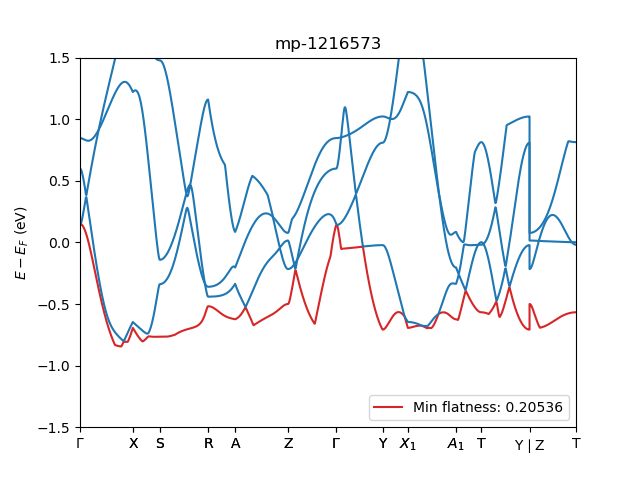 mp-1216573
1.5
1.0
0.5
0.0
−0.5
−1.0
−1.5
E − E_F (eV)
Min flatness: 0.20536
Γ X S R A Z Γ Y X₁ A₁ T Y | Z T